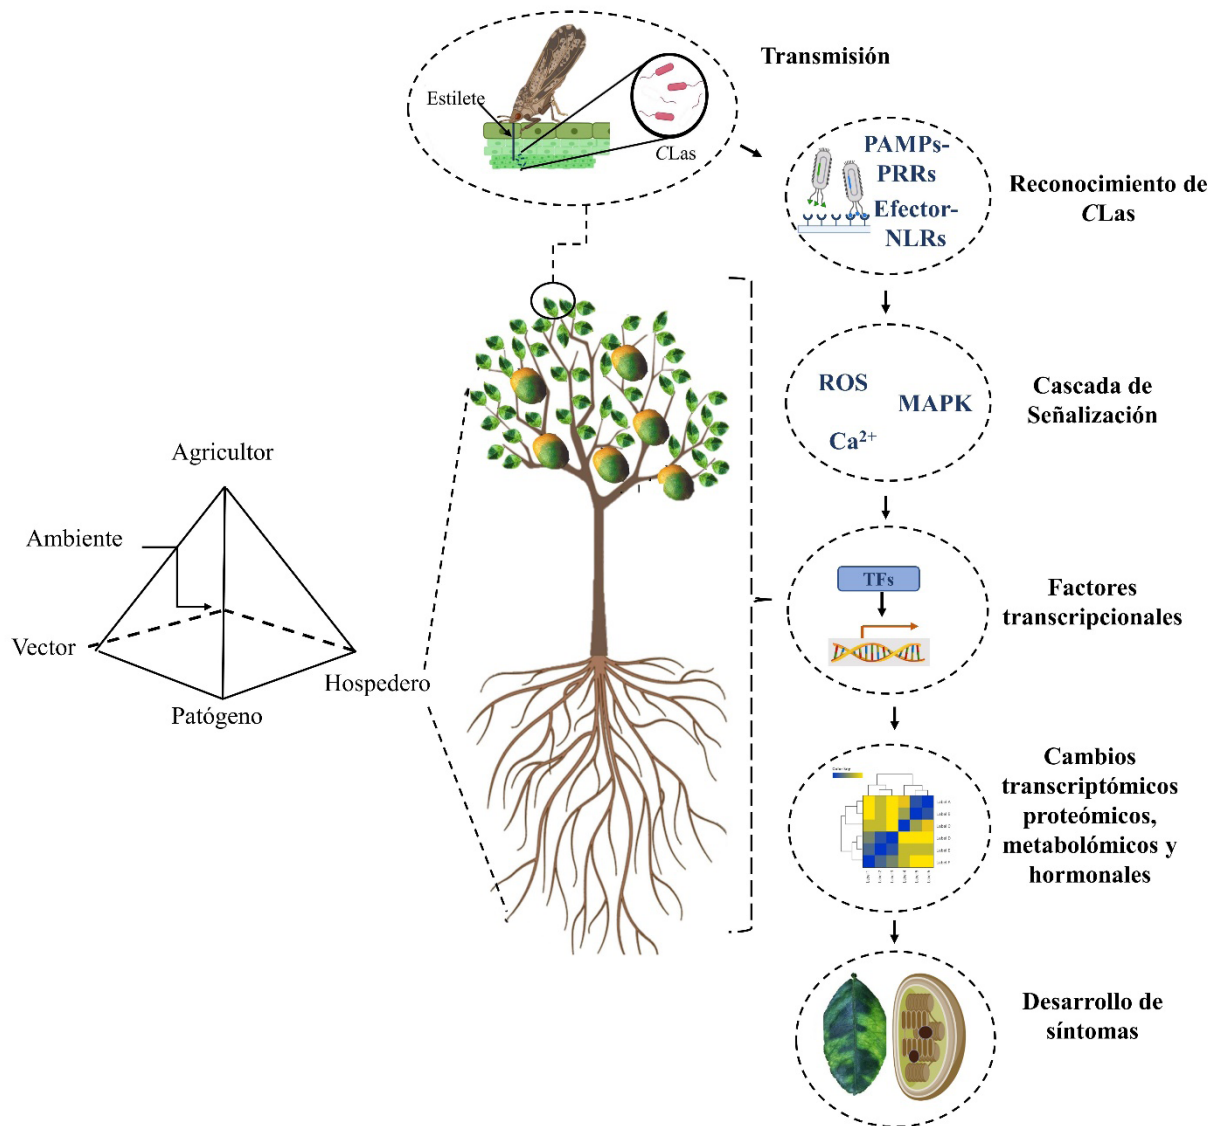 Transmisión
Estilete
CLas
PAMPs-
PRRs
Efector-
NLRs
Reconocimiento de
CLas
ROS
MAPK
Ca²⁺
Cascada de
Señalización
Agricultor
Ambiente
Vector
Patógeno
Hospedero
TFs
Factores
transcripcionales
Cambios
transcriptómicos
proteómicos,
metabolómicos y
hormonales
Desarrollo de
síntomas